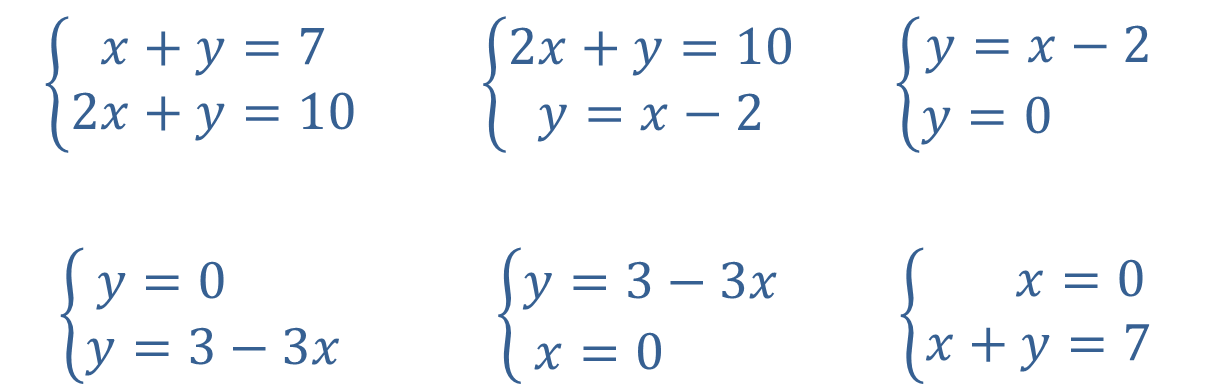 x + y = 7
2x + y = 10
2x + y = 10
y = x − 2
y = x − 2
y = 0
y = 0
y = 3 − 3x
y = 3 − 3x
x = 0
x = 0
x + y = 7